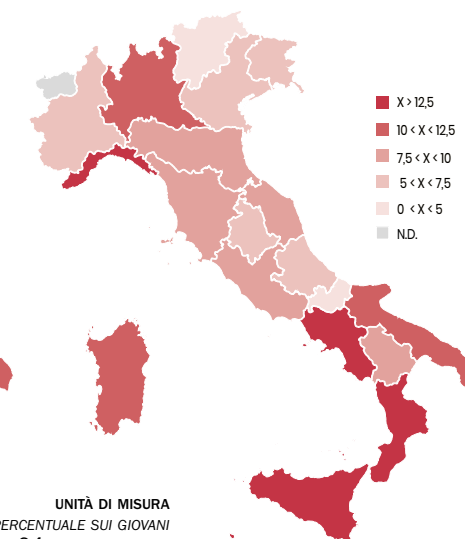 X > 12,5
10 < X < 12,5
7,5 < X < 10
5 < X < 7,5
0 < X < 5
N.D.
UNITÀ DI MISURA
PERCENTUALE SUI GIOVANI